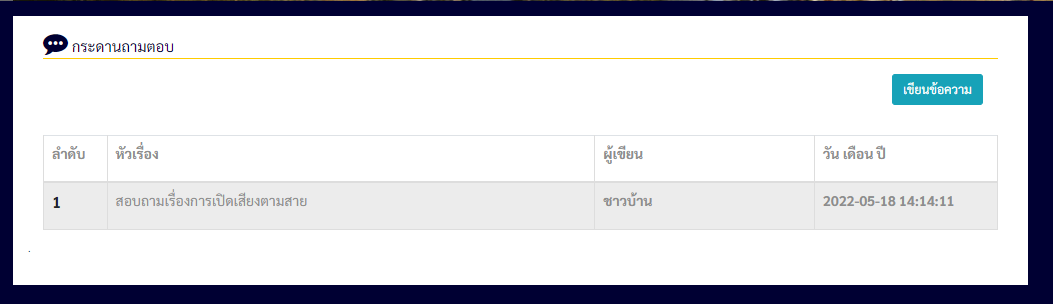 กระดานถามตอบ
เขียนข้อความ
ลำดับ หัวเรื่อง ผู้เขียน วัน เดือน ปี
1 สอบถามเรื่องการเปิดเสียงตามสาย ชาวบ้าน 2022-05-18 14:14:11
.